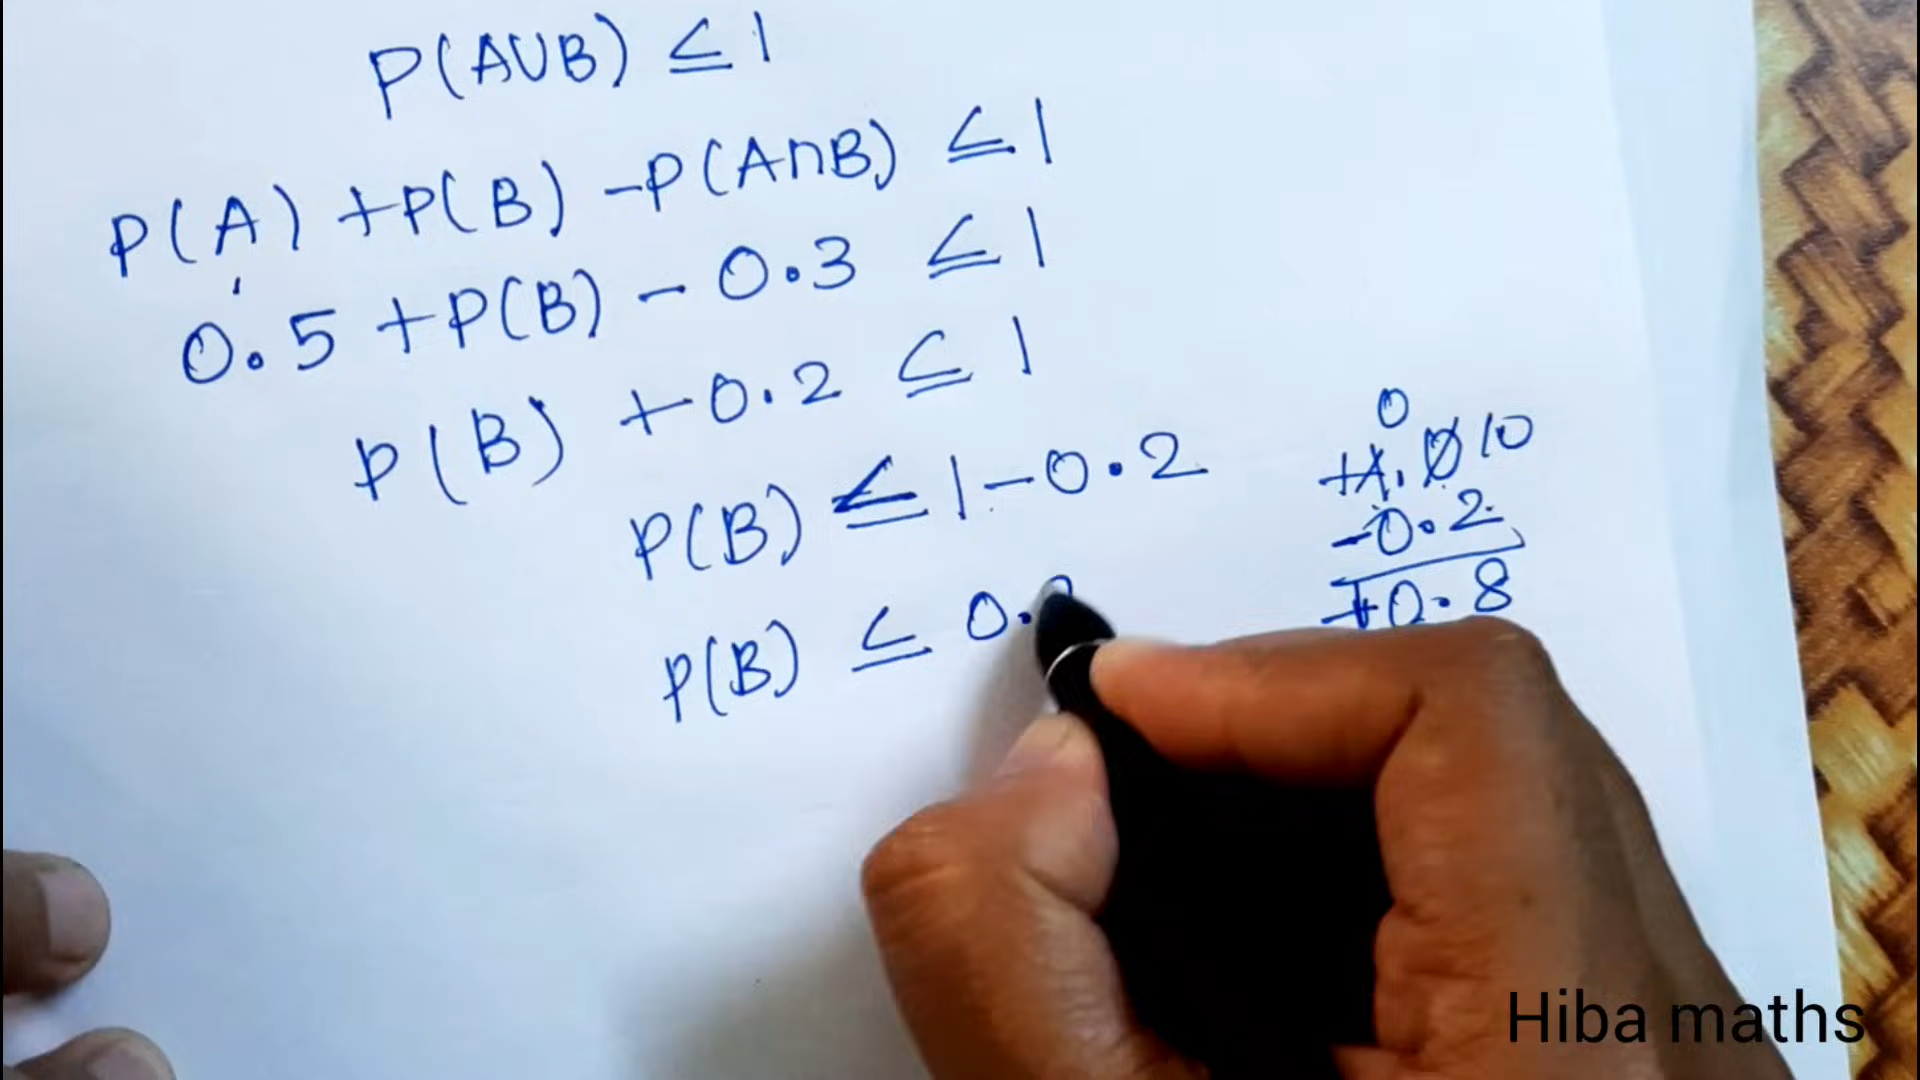 P(A∪B) ≤ 1
P(A) + P(B) - P(A∩B) ≤ 1
0.5 + P(B) - 0.3 ≤ 1
P(B) + 0.2 ≤ 1
P(B) ≤ 1 - 0.2
P(B) ≤ 0.
0
+1.0 10
-0.2
+0.8
Hiba maths